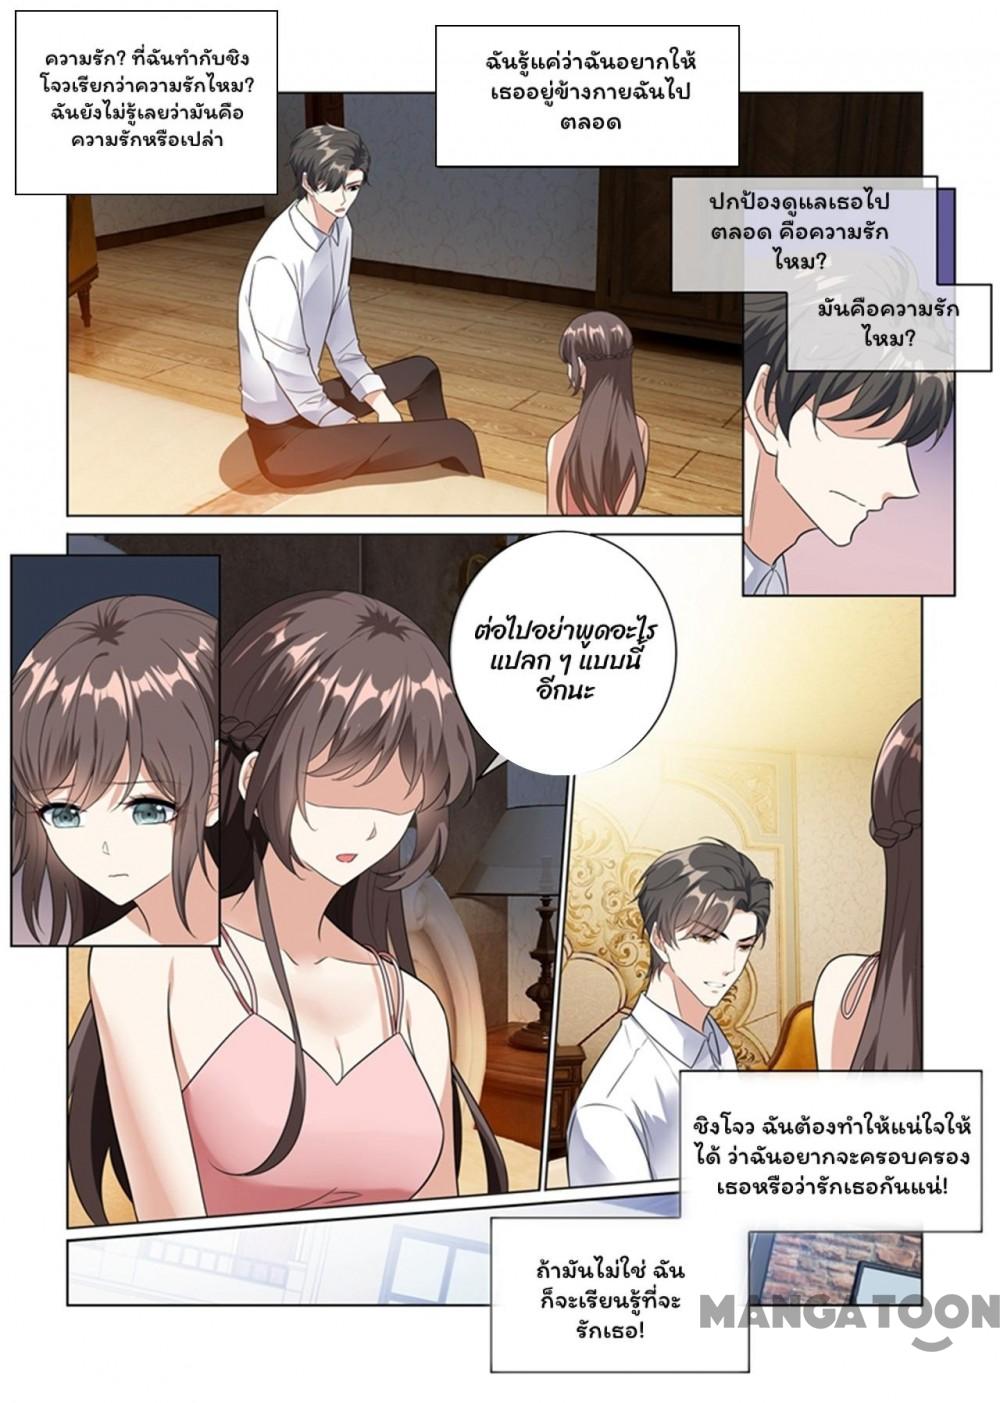 ความรัก? ที่ฉันทำกับชิง
โจวเรียกว่าความรักไหม?
ฉันยังไม่รู้เลยว่ามันคือ
ความรักหรือเปล่า
ฉันรู้แค่ว่าฉันอยากให้
เธออยู่ข้างกายฉันไป
ตลอด
ปกป้องดูแลเธอไป
ตลอด คือความรัก
ไหม?
มันคือความรัก
ไหม?
ต่อไปอย่าพูดอะไร
แปลก ๆ แบบนี้
อีกนะ
ชิงโจว ฉันต้องทำให้แน่ใจให้
ได้ ว่าฉันอยากจะครอบครอง
เธอหรือว่ารักเธอกันแน่!
ถ้ามันไม่ใช่ ฉัน
ก็จะเรียนรู้ที่จะ
รักเธอ!
MANGATOON